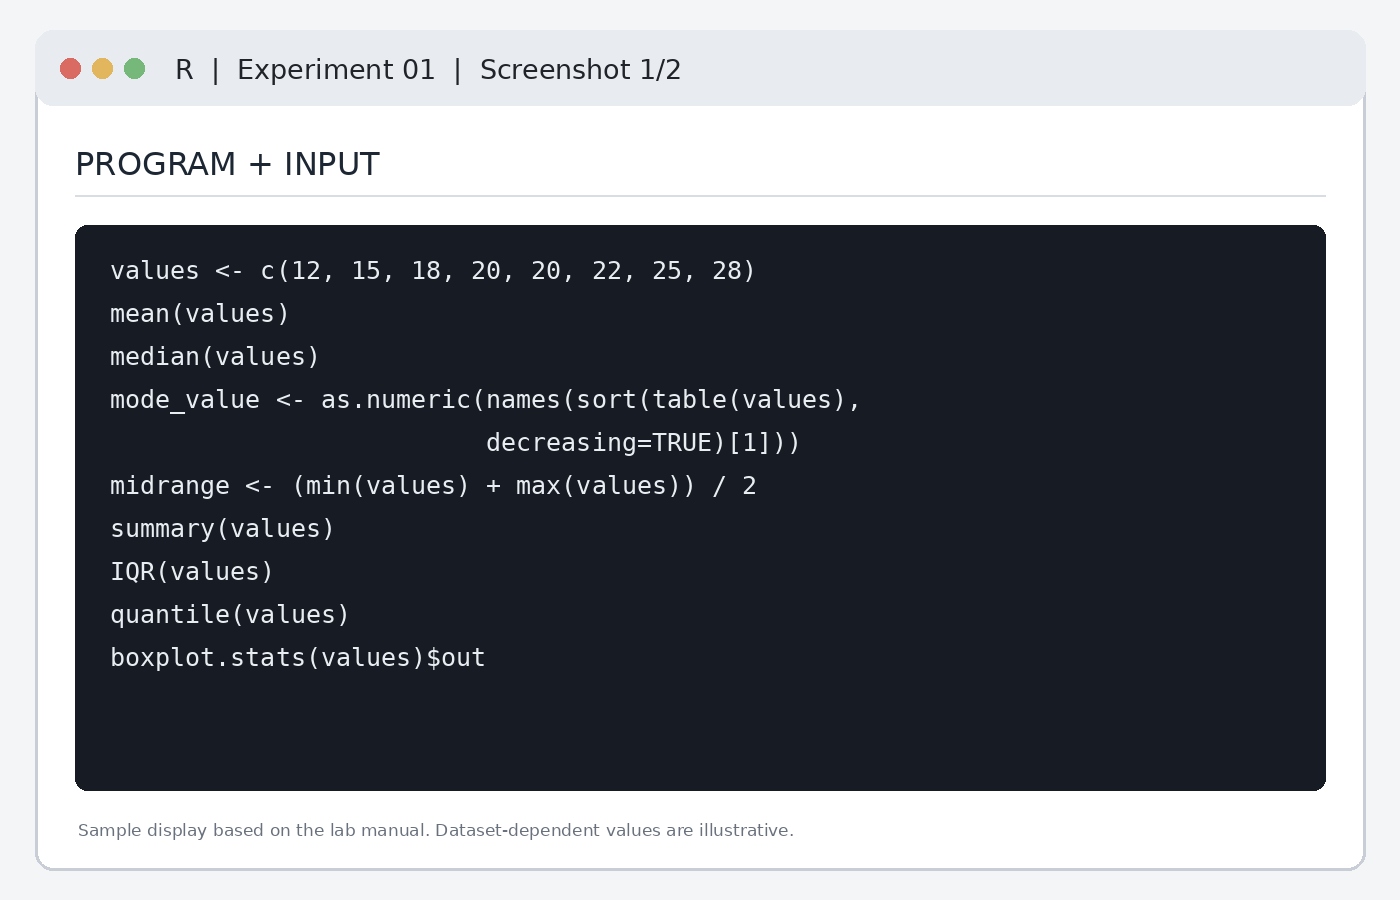 R | Experiment 01 | Screenshot 1/2
PROGRAM + INPUT
values <- c(12, 15, 18, 20, 20, 22, 25, 28)
mean(values)
median(values)
mode_value <- as.numeric(names(sort(table(values),
                         decreasing=TRUE)[1]))
midrange <- (min(values) + max(values)) / 2
summary(values)
IQR(values)
quantile(values)
boxplot.stats(values)$out
Sample display based on the lab manual. Dataset-dependent values are illustrative.